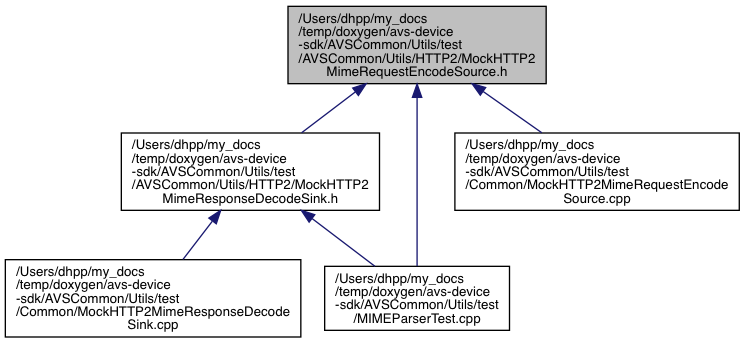 /Users/dhpp/my_docs
/temp/doxygen/avs-device
-sdk/AVSCommon/Utils/test
/AVSCommon/Utils/HTTP2/MockHTTP2
MimeRequestEncodeSource.h
/Users/dhpp/my_docs
/temp/doxygen/avs-device
-sdk/AVSCommon/Utils/test
/AVSCommon/Utils/HTTP2/MockHTTP2
MimeResponseDecodeSink.h
/Users/dhpp/my_docs
/temp/doxygen/avs-device
-sdk/AVSCommon/Utils/test
/Common/MockHTTP2MimeRequestEncode
Source.cpp
/Users/dhpp/my_docs
/temp/doxygen/avs-device
-sdk/AVSCommon/Utils/test
/Common/MockHTTP2MimeResponseDecode
Sink.cpp
/Users/dhpp/my_docs
/temp/doxygen/avs-device
-sdk/AVSCommon/Utils/test
/MIMEParserTest.cpp